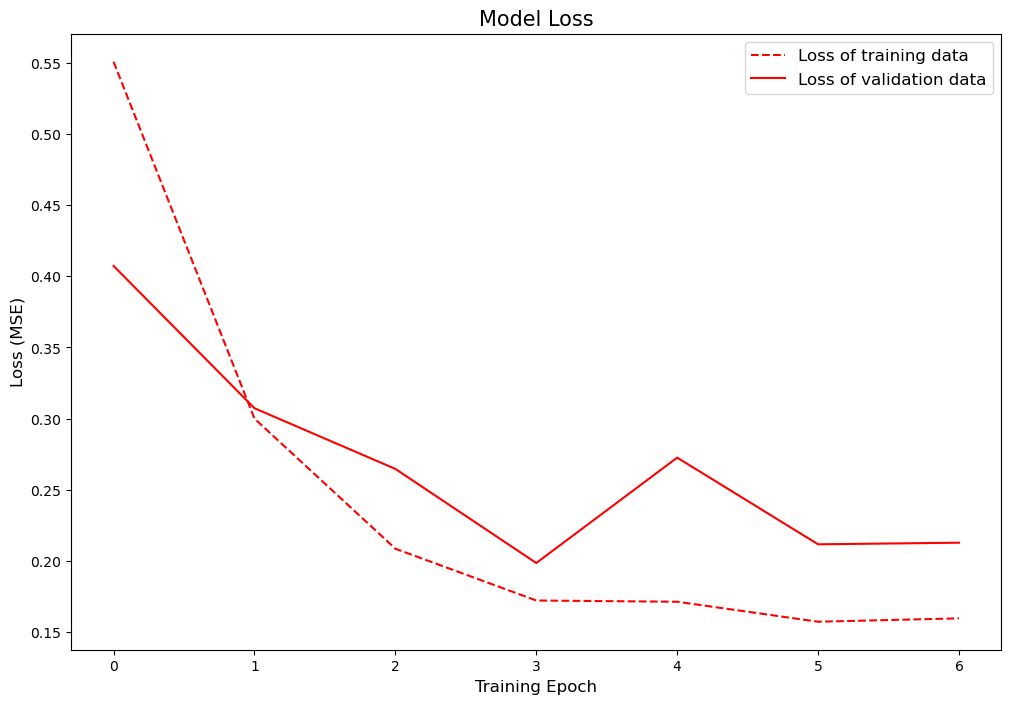 Model Loss
Loss of training data
Loss of validation data
0.55
0.50
0.45
0.40
0.35
0.30
0.25
0.20
0.15
Loss (MSE)
0 1 2 3 4 5 6
Training Epoch